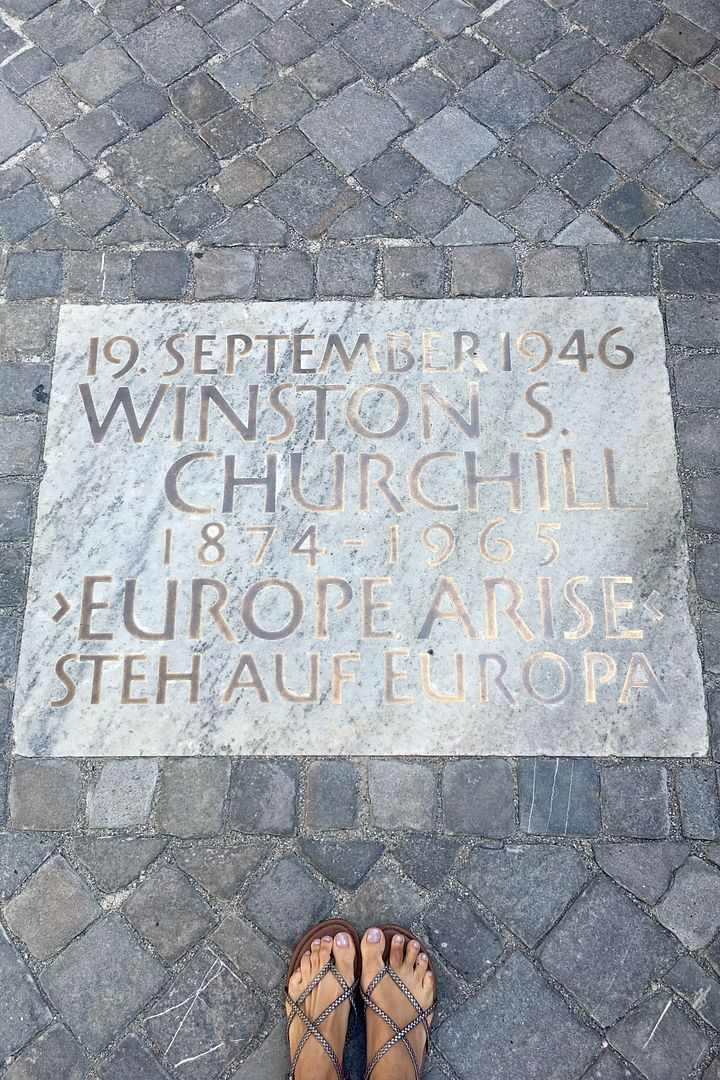 19. SEPTEMBER 1946
WINSTON S.
CHURCHILL
1874-1965
›EUROPE ARISE‹
STEH AUF EUROPA